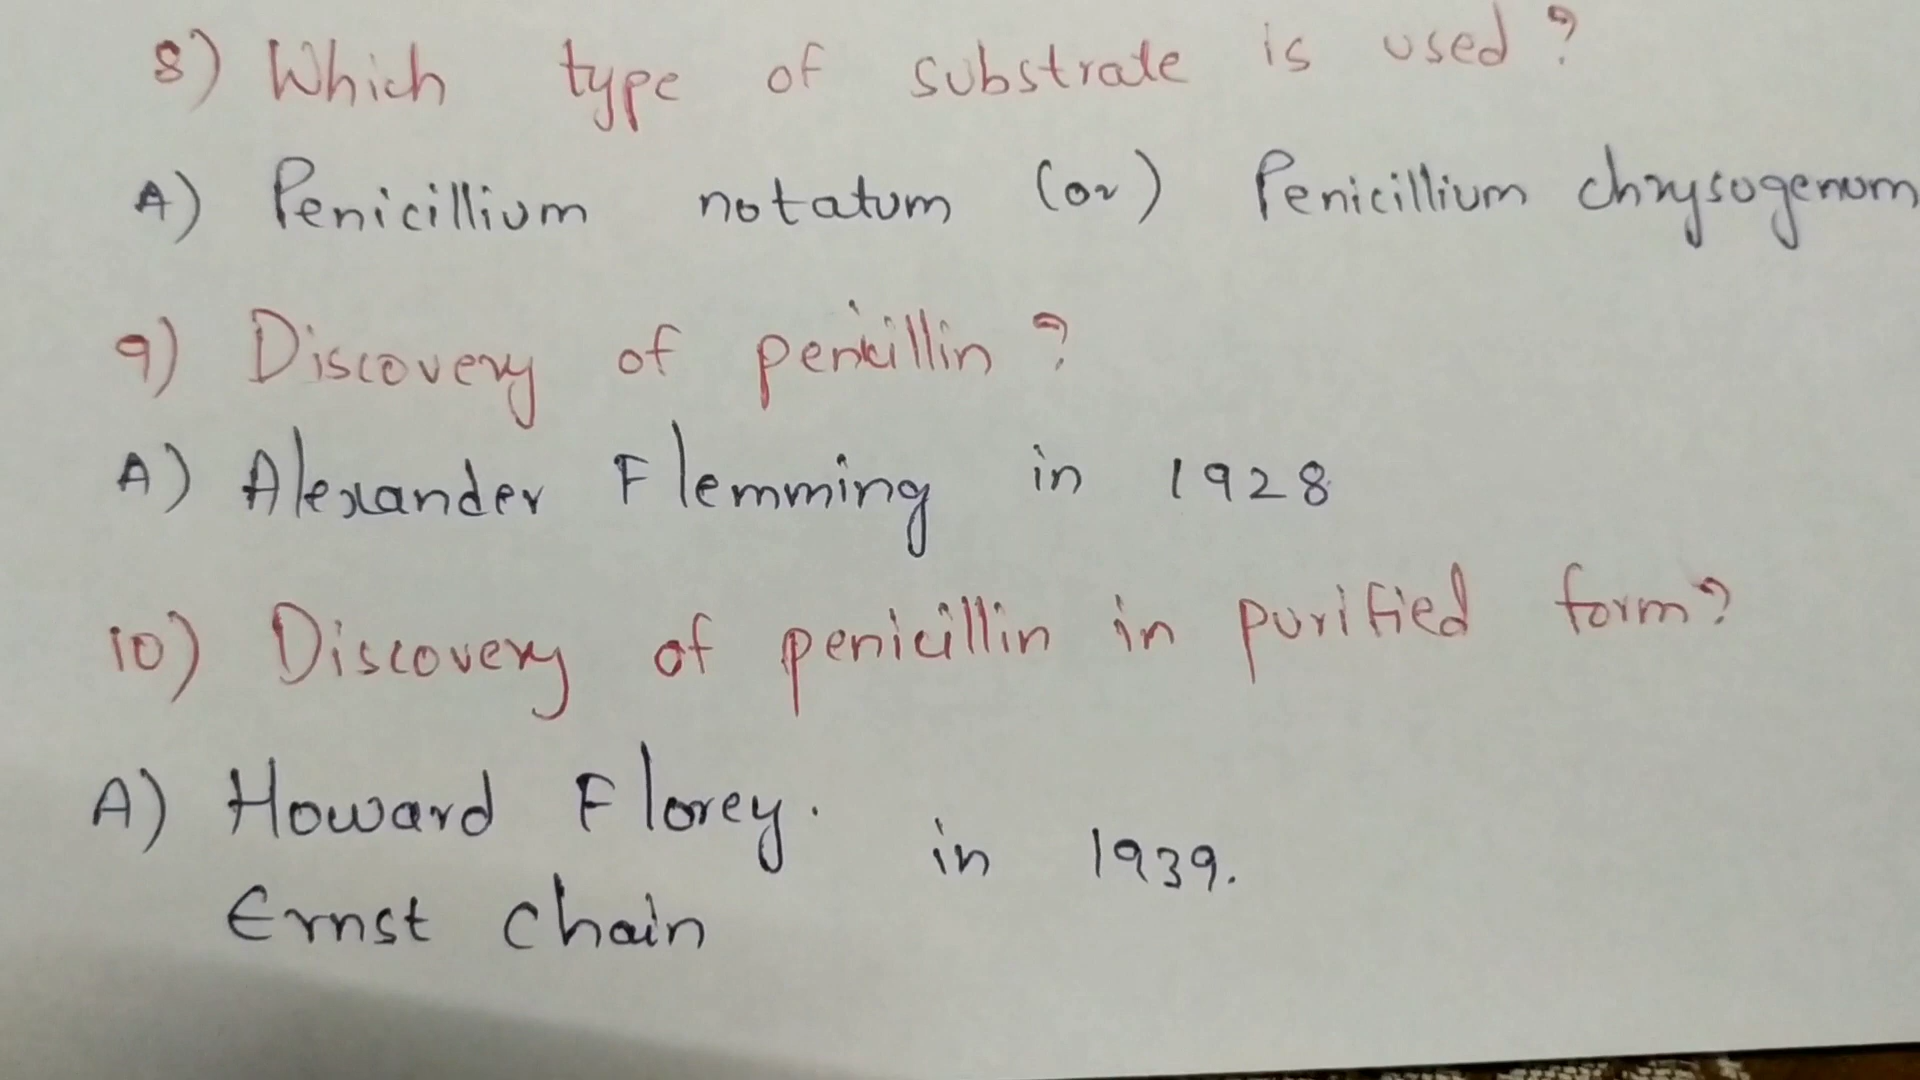 8) Which type of substrate is used ?
A) Penicillium notatum (or) Penicillium chrysogenum
9) Discovery of penicillin ?
A) Alexander Flemming in 1928
10) Discovery of penicillin in purified form?
A) Howard Florey. in 1939.
Ernst chain